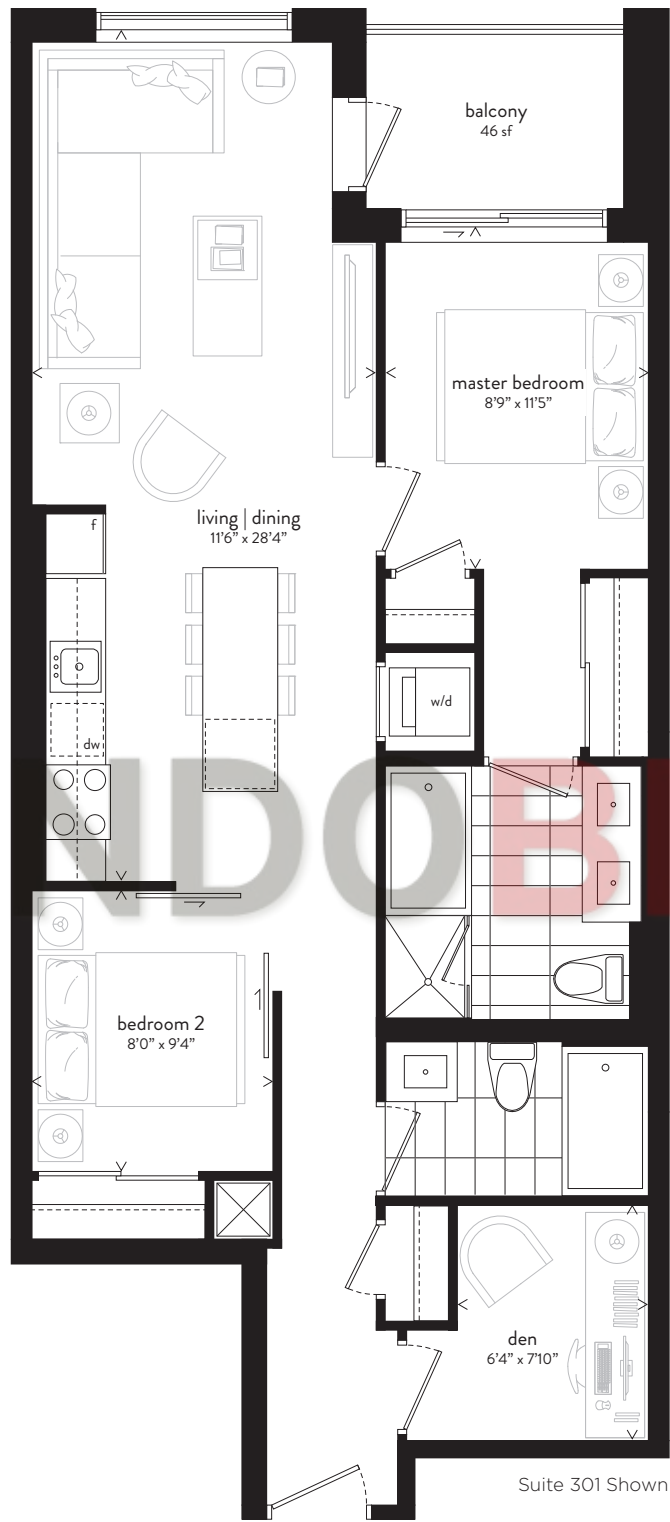 balcony
46 sf
master bedroom
8'9" x 11'5"
f
living | dining
11'6" x 28'4"
w/d
dw
NDOB
bedroom 2
8'0" x 9'4"
den
6'4" x 7'10"
Suite 301 Shown